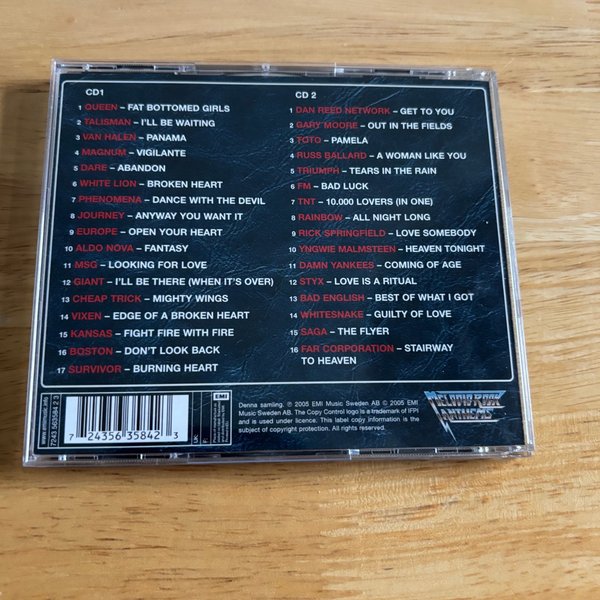 CD1
1 QUEEN – FAT BOTTOMED GIRLS
2 TALISMAN – I'LL BE WAITING
3 VAN HALEN – PANAMA
4 MAGNUM – VIGILANTE
5 DARE – ABANDON
6 WHITE LION – BROKEN HEART
7 PHENOMENA – DANCE WITH THE DEVIL
8 JOURNEY – ANYWAY YOU WANT IT
9 EUROPE – OPEN YOUR HEART
10 ALDO NOVA – FANTASY
11 MSG – LOOKING FOR LOVE
12 GIANT – I'LL BE THERE (WHEN IT'S OVER)
13 CHEAP TRICK – MIGHTY WINGS
14 VIXEN – EDGE OF A BROKEN HEART
15 KANSAS – FIGHT FIRE WITH FIRE
16 BOSTON – DON'T LOOK BACK
17 SURVIVOR – BURNING HEART
CD 2
1 DAN REED NETWORK – GET TO YOU
2 GARY MOORE – OUT IN THE FIELDS
3 TOTO – PAMELA
4 RUSS BALLARD – A WOMAN LIKE YOU
5 TRIUMPH – TEARS IN THE RAIN
6 FM – BAD LUCK
7 TNT – 10.000 LOVERS (IN ONE)
8 RAINBOW – ALL NIGHT LONG
9 RICK SPRINGFIELD – LOVE SOMEBODY
10 YNGWIE MALMSTEEN – HEAVEN TONIGHT
11 DAMN YANKEES – COMING OF AGE
12 STYX – LOVE IS A RITUAL
13 BAD ENGLISH – BEST OF WHAT I GOT
14 WHITESNAKE – GUILTY OF LOVE
15 SAGA – THE FLYER
16 FAR CORPORATION – STAIRWAY
TO HEAVEN
www.emimusic.info
7243 563584 2 3
7 24356 35842 3
EMI
UK:
F:
Denna samling. ℗ 2005 EMI Music Sweden AB © 2005 EMI
Music Sweden AB. The Copy Control logo is a trademark of IFPI
and is used under licence. This label copy information is the
subject of copyright protection. All rights reserved.
MELODIC ROCK
ANTHEMS